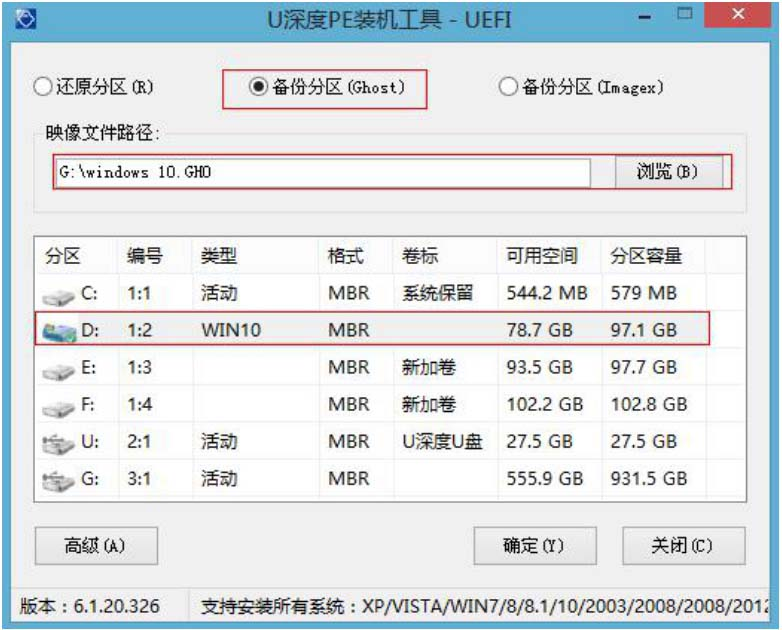 U深度PE装机工具 - UEFI
还原分区(R) 备份分区(Ghost) 备份分区(Imagex)
映像文件路径:
G:\windows 10.GHO 浏览(B)
分区 编号 类型 格式 卷标 可用空间 分区容量
C: 1:1 活动 MBR 系统保留 544.2 MB 579 MB
D: 1:2 WIN10 MBR 78.7 GB 97.1 GB
E: 1:3 MBR 新加卷 93.5 GB 97.7 GB
F: 1:4 MBR 新加卷 102.2 GB 102.8 GB
U: 2:1 活动 MBR U深度U盘 27.5 GB 27.5 GB
G: 3:1 活动 MBR 555.9 GB 931.5 GB
高级(A) 确定(Y) 关闭(C)
版本：6.1.20.326 支持安装所有系统：XP/VISTA/WIN7/8/8.1/10/2003/2008/2008/2012